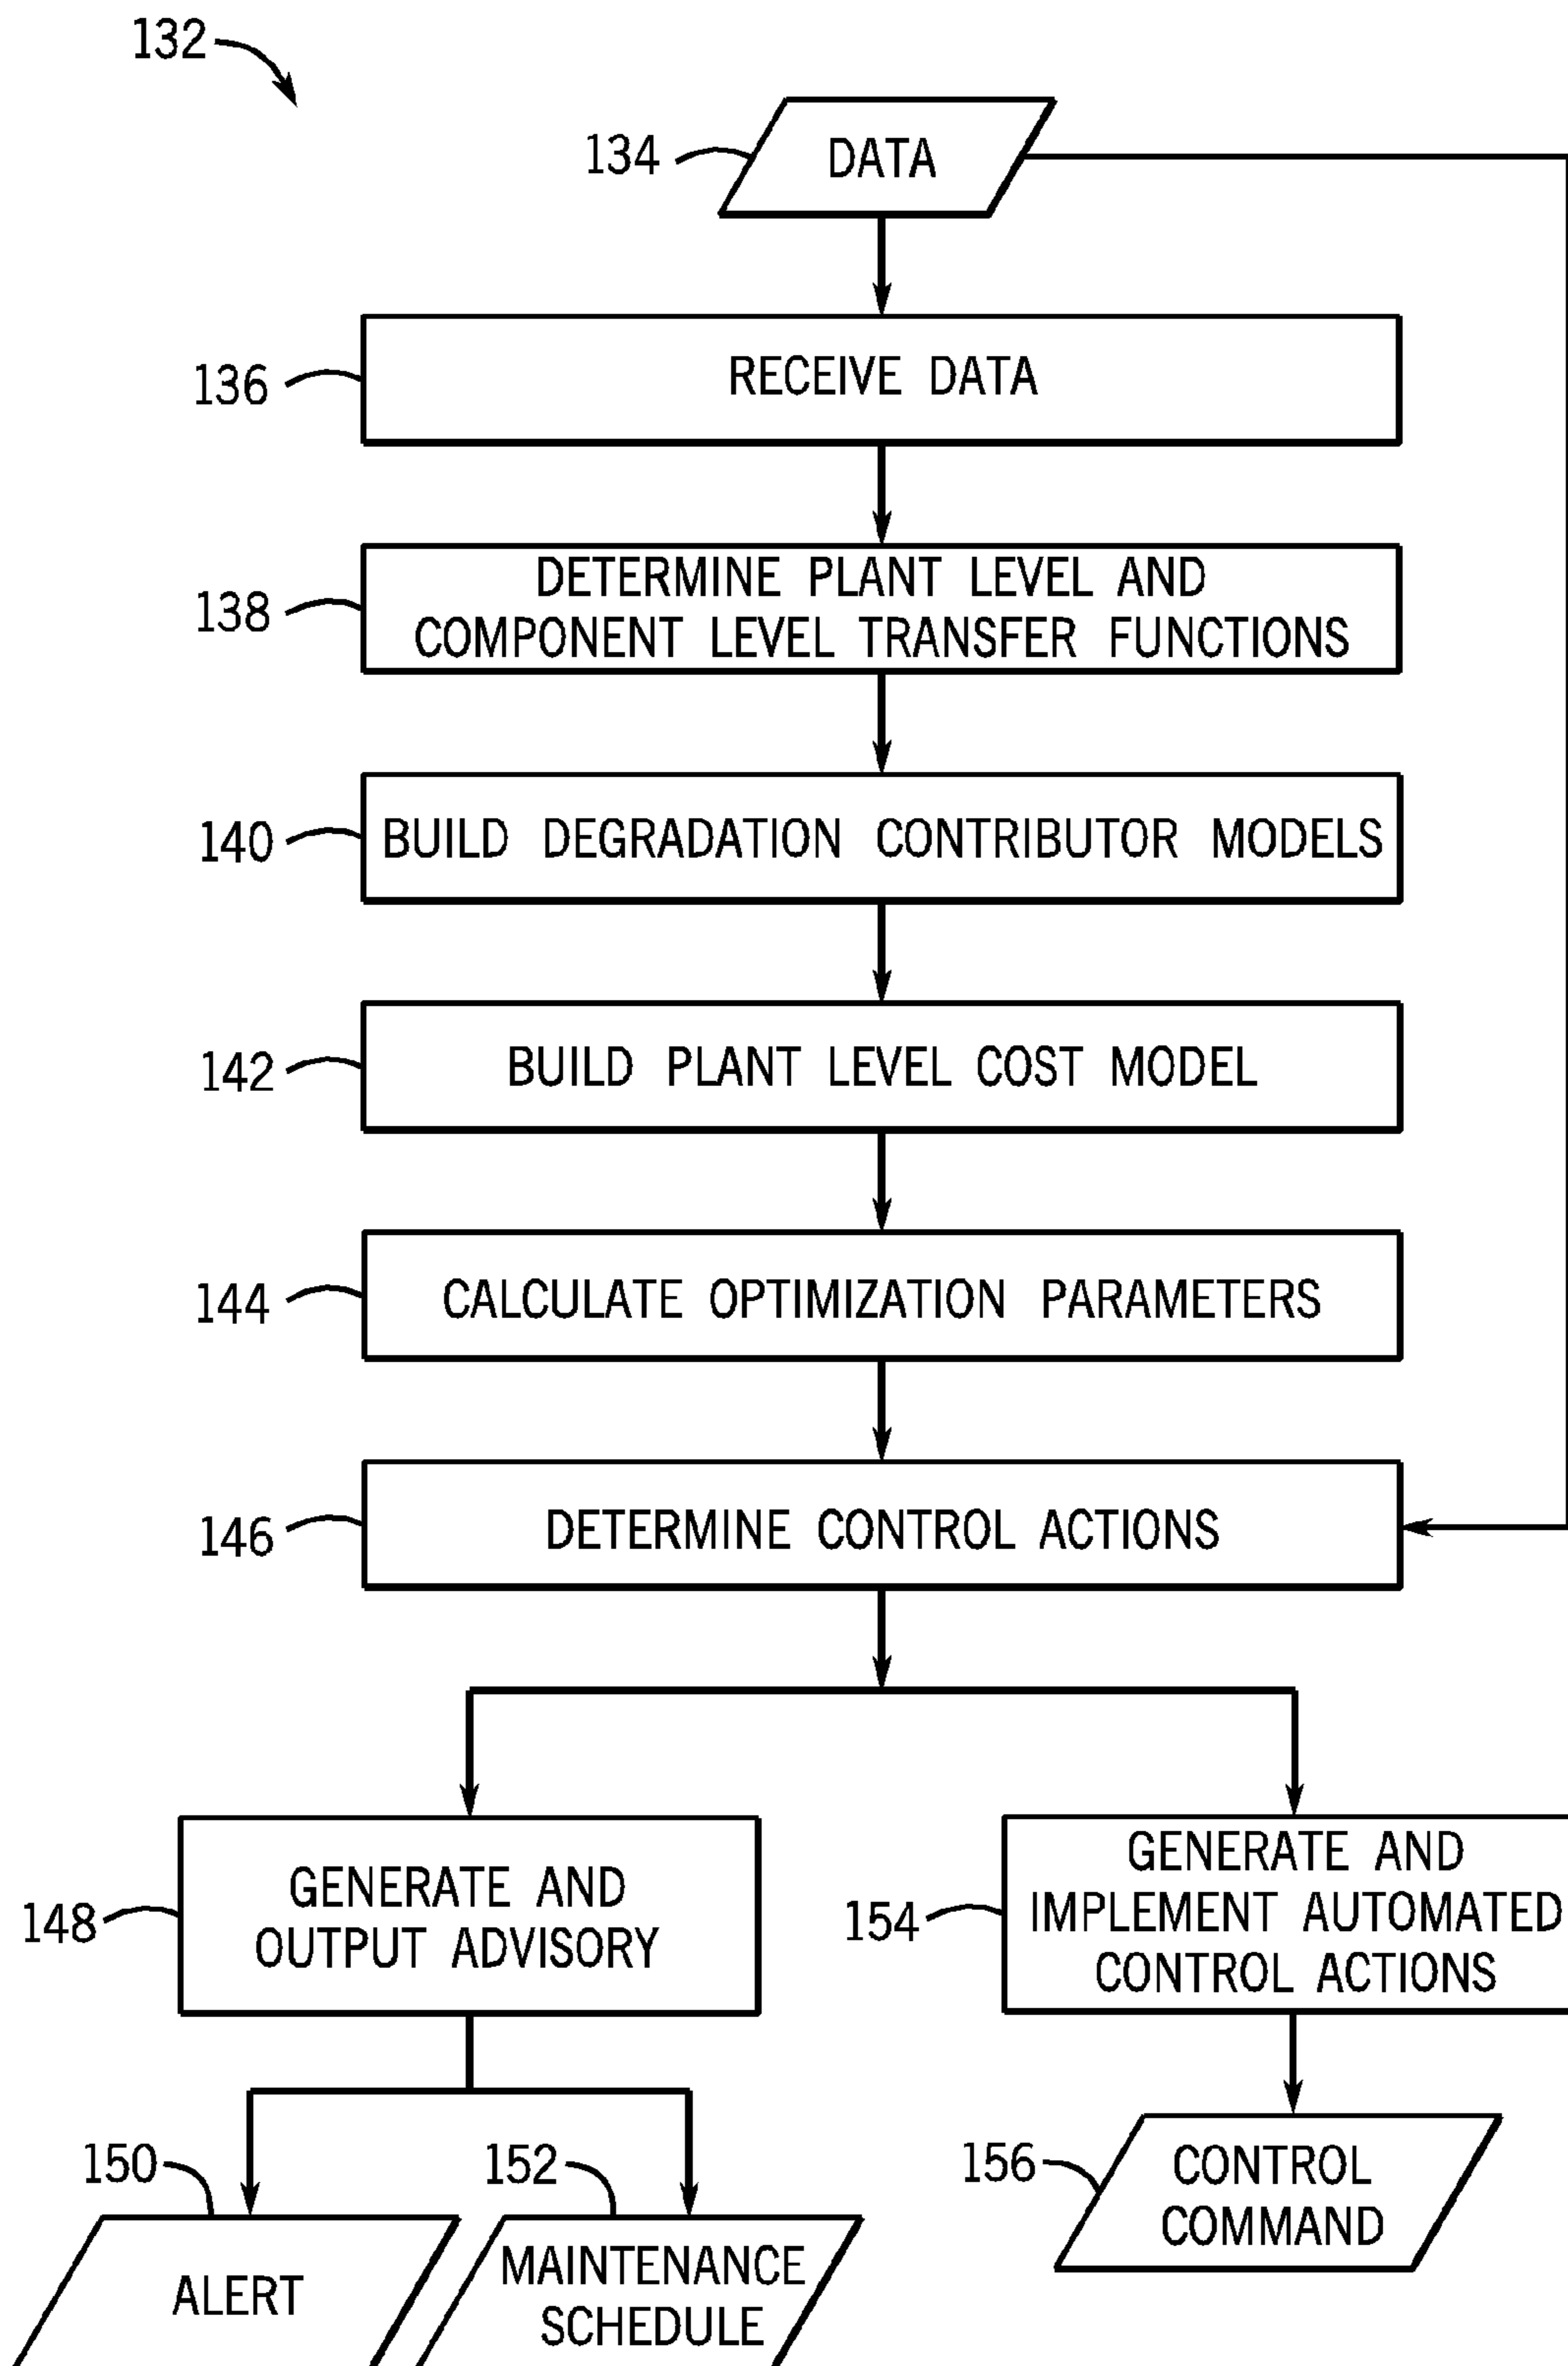 132
134
DATA
136
RECEIVE DATA
138
DETERMINE PLANT LEVEL AND
COMPONENT LEVEL TRANSFER FUNCTIONS
140
BUILD DEGRADATION CONTRIBUTOR MODELS
142
BUILD PLANT LEVEL COST MODEL
144
CALCULATE OPTIMIZATION PARAMETERS
146
DETERMINE CONTROL ACTIONS
148
GENERATE AND
OUTPUT ADVISORY
154
GENERATE AND
IMPLEMENT AUTOMATED
CONTROL ACTIONS
150
ALERT
152
MAINTENANCE
SCHEDULE
156
CONTROL
COMMAND